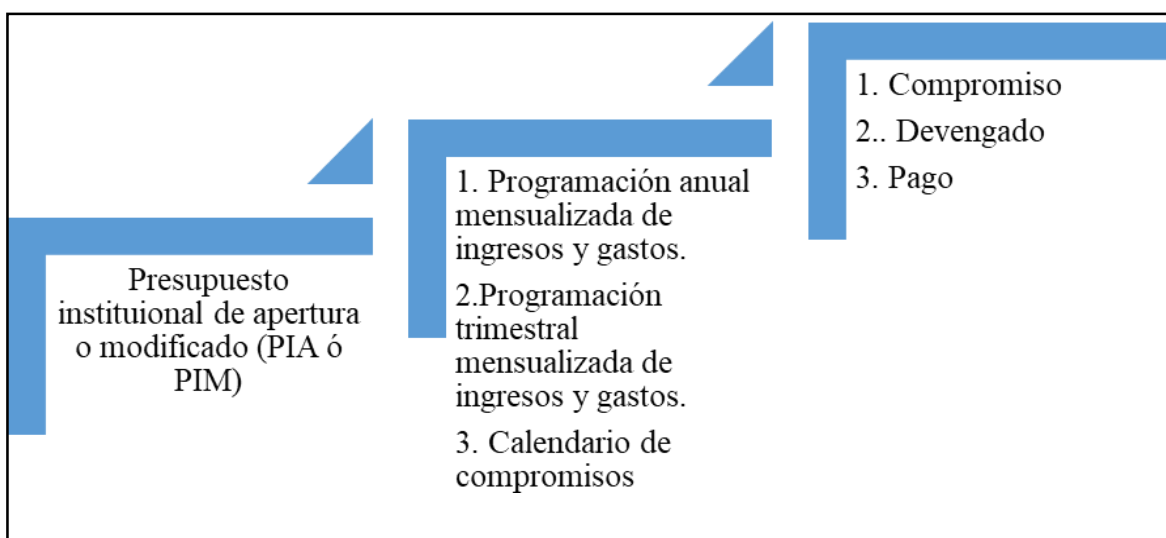 Presupuesto
instituional de apertura
o modificado (PIA ó
PIM)
1. Programación anual
mensualizada de
ingresos y gastos.
2.Programación
trimestral
mensualizada de
ingresos y gastos.
3. Calendario de
compromisos
1. Compromiso
2.. Devengado
3. Pago